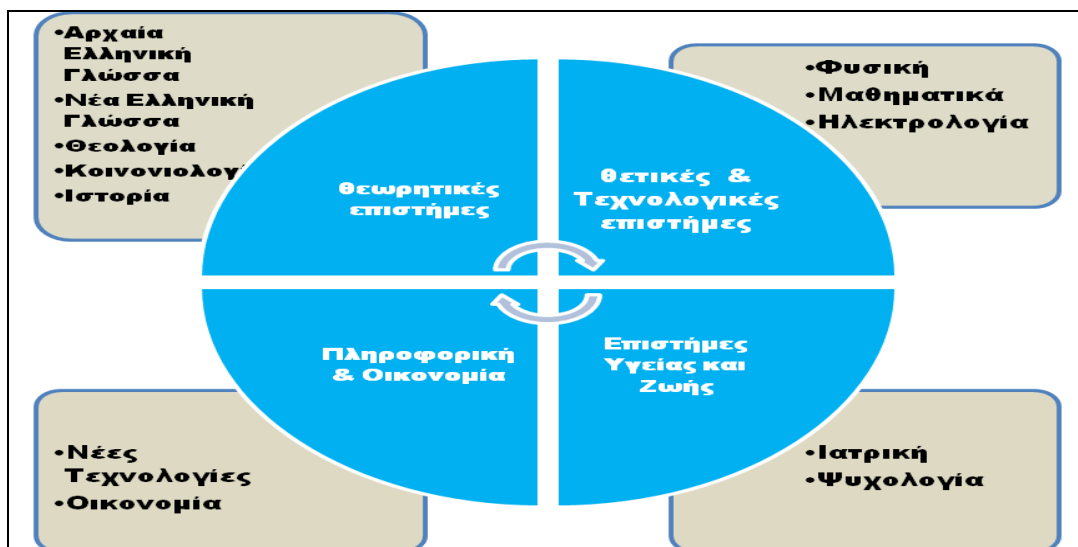 •Αρχαία
Ελληνική
Γλώσσα
•Νέα Ελληνική
Γλώσσα
•Θεολογία
•Κοινονιολογί
•Ιστορία
•Φυσική
•Μαθηματικά
•Ηλεκτρολογία
θεωρητικές
επιστήμες
θετικές &
Τεχνολογικές
επιστήμες
Πληροφορική
& Οικονομία
Επιστήμες
Υγείας και
Ζωής
•Νέες
Τεχνολογίες
•Οικονομία
•Ιατρική
•Ψυχολογία